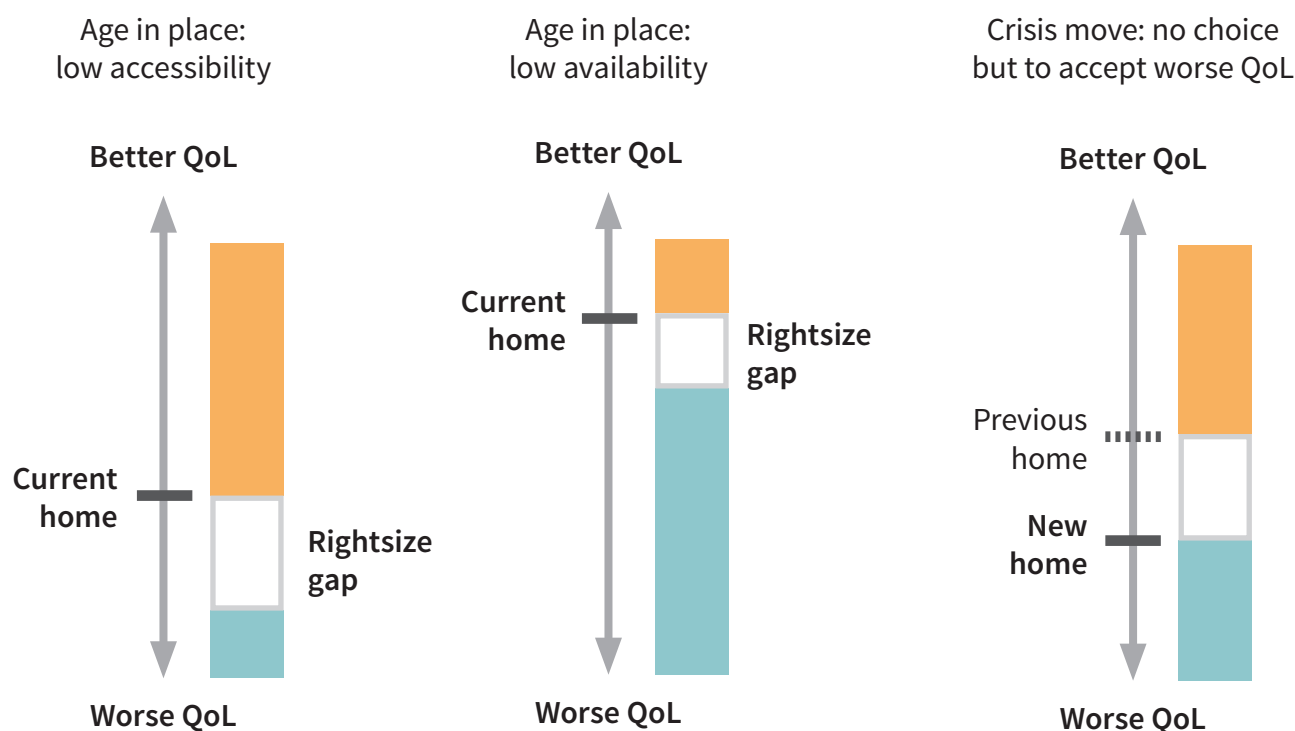 Age in place:
low accessibility
Better QoL
Current
home
Rightsize
gap
Worse QoL
Age in place:
low availability
Better QoL
Current
home
Rightsize
gap
Worse QoL
Crisis move: no choice
but to accept worse QoL
Better QoL
Previous
home
New
home
Worse QoL